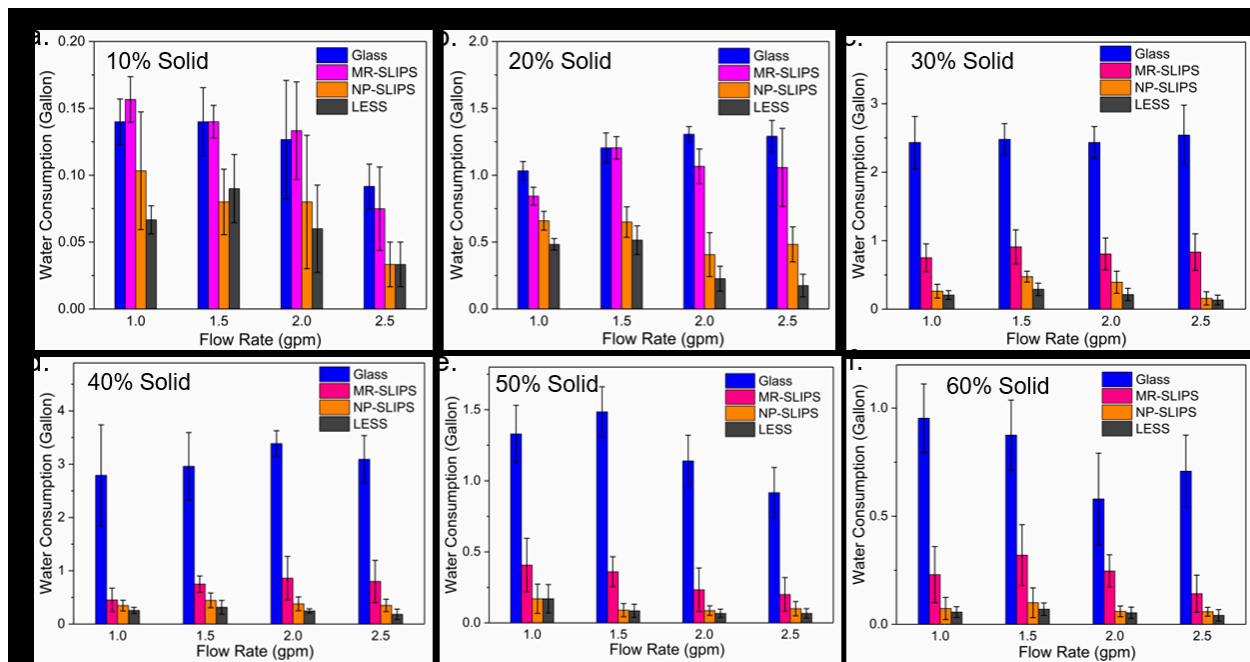 a.
10% Solid
Glass
MR-SLIPS
NP-SLIPS
LESS
Water Consumption (Gallon)
0.20
0.15
0.10
0.05
0.00
1.0 1.5 2.0 2.5
Flow Rate (gpm)
b.
20% Solid
Glass
MR-SLIPS
NP-SLIPS
LESS
Water Consumption (Gallon)
2.0
1.5
1.0
0.5
0.0
1.0 1.5 2.0 2.5
Flow Rate (gpm)
c.
30% Solid
Glass
MR-SLIPS
NP-SLIPS
LESS
Water Consumption (Gallon)
3
2
1
0
1.0 1.5 2.0 2.5
Flow Rate (gpm)
d.
40% Solid
Glass
MR-SLIPS
NP-SLIPS
LESS
Water Consumption (Gallon)
4
3
2
1
0
1.0 1.5 2.0 2.5
Flow Rate (gpm)
e.
50% Solid
Glass
MR-SLIPS
NP-SLIPS
LESS
Water Consumption (Gallon)
1.5
1.0
0.5
0.0
1.0 1.5 2.0 2.5
Flow Rate (gpm)
f.
60% Solid
Glass
MR-SLIPS
NP-SLIPS
LESS
Water Consumption (Gallon)
1.0
0.5
0.0
1.0 1.5 2.0 2.5
Flow Rate (gpm)